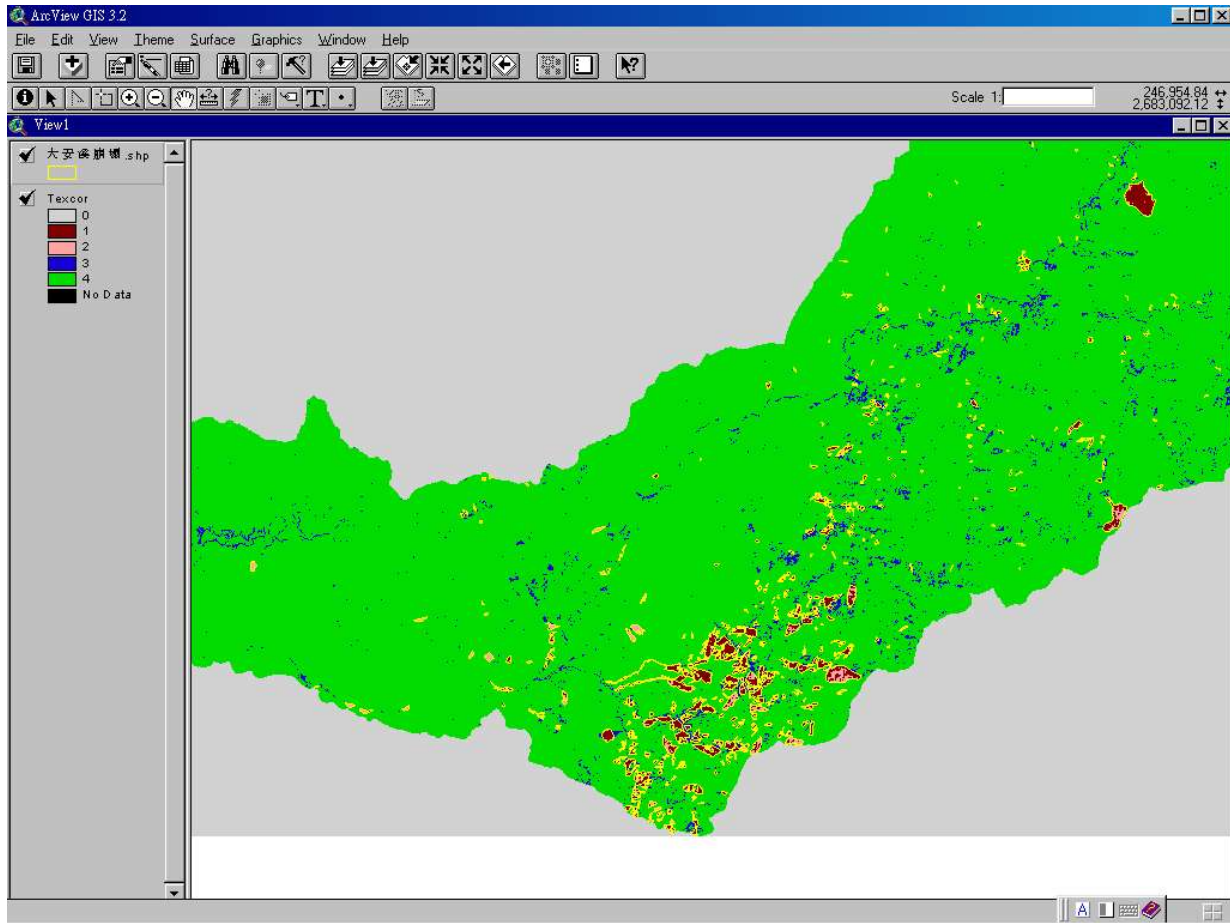 ArcView GIS 3.2
File Edit View Theme Surface Graphics Window Help
Scale 1:
246,954.84
2,683,092.12
View1
大安溪崩塌.shp
Texcor
0
1
2
3
4
No Data
A